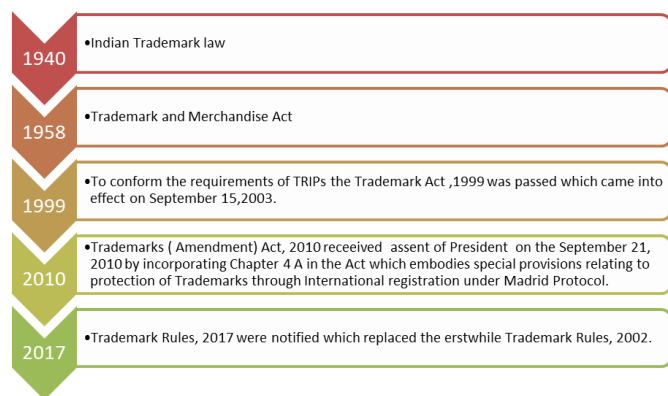 1940
•Indian Trademark law
1958
•Trademark and Merchandise Act
1999
•To conform the requirements of TRIPs the Trademark Act ,1999 was passed which came into
effect on September 15,2003.
2010
•Trademarks ( Amendment) Act, 2010 receeived assent of President on the September 21,
2010 by incorporating Chapter 4 A in the Act which embodies special provisions relating to
protection of Trademarks through International registration under Madrid Protocol.
2017
•Trademark Rules, 2017 were notified which replaced the erstwhile Trademark Rules, 2002.